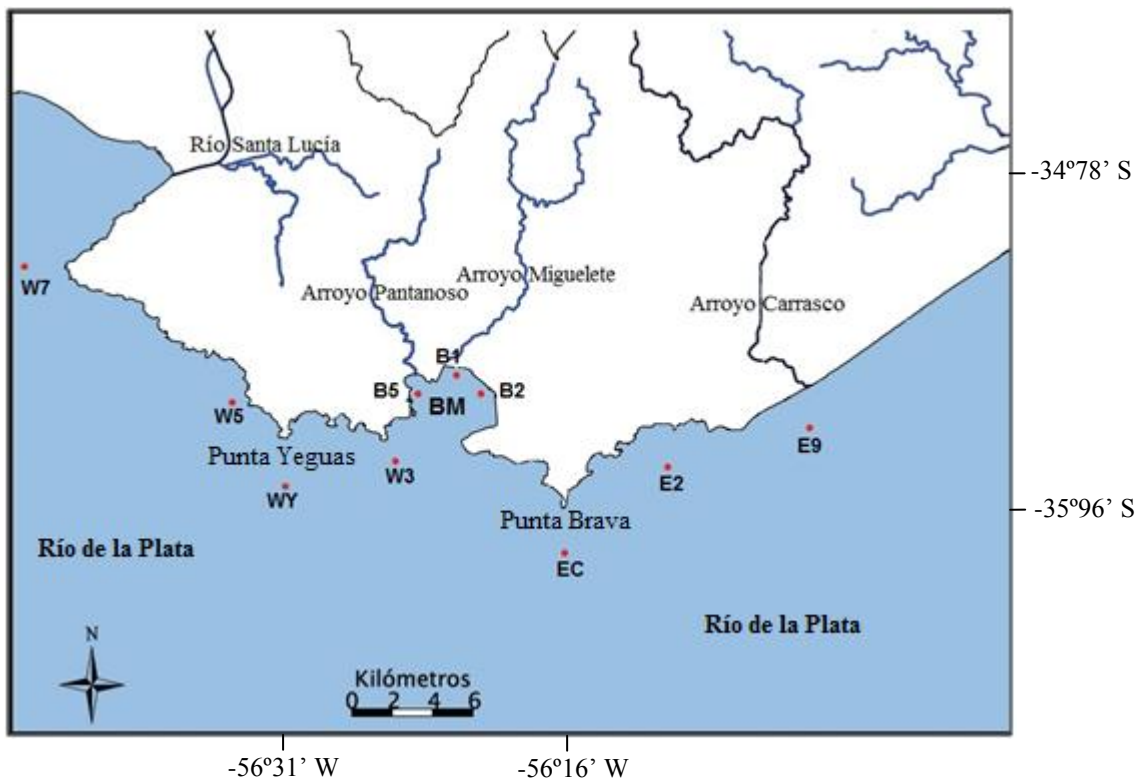 Río Santa Lucía
-34º78’ S
W7
Arroyo Miguelete
Arroyo Pantanoso
Arroyo Carrasco
B1
B5
BM
B2
W5
E9
Punta Yeguas
W3
E2
WY
Punta Brava
-35º96’ S
Río de la Plata
EC
Río de la Plata
N
Kilómetros
0 2 4 6
-56º31’ W
-56º16’ W